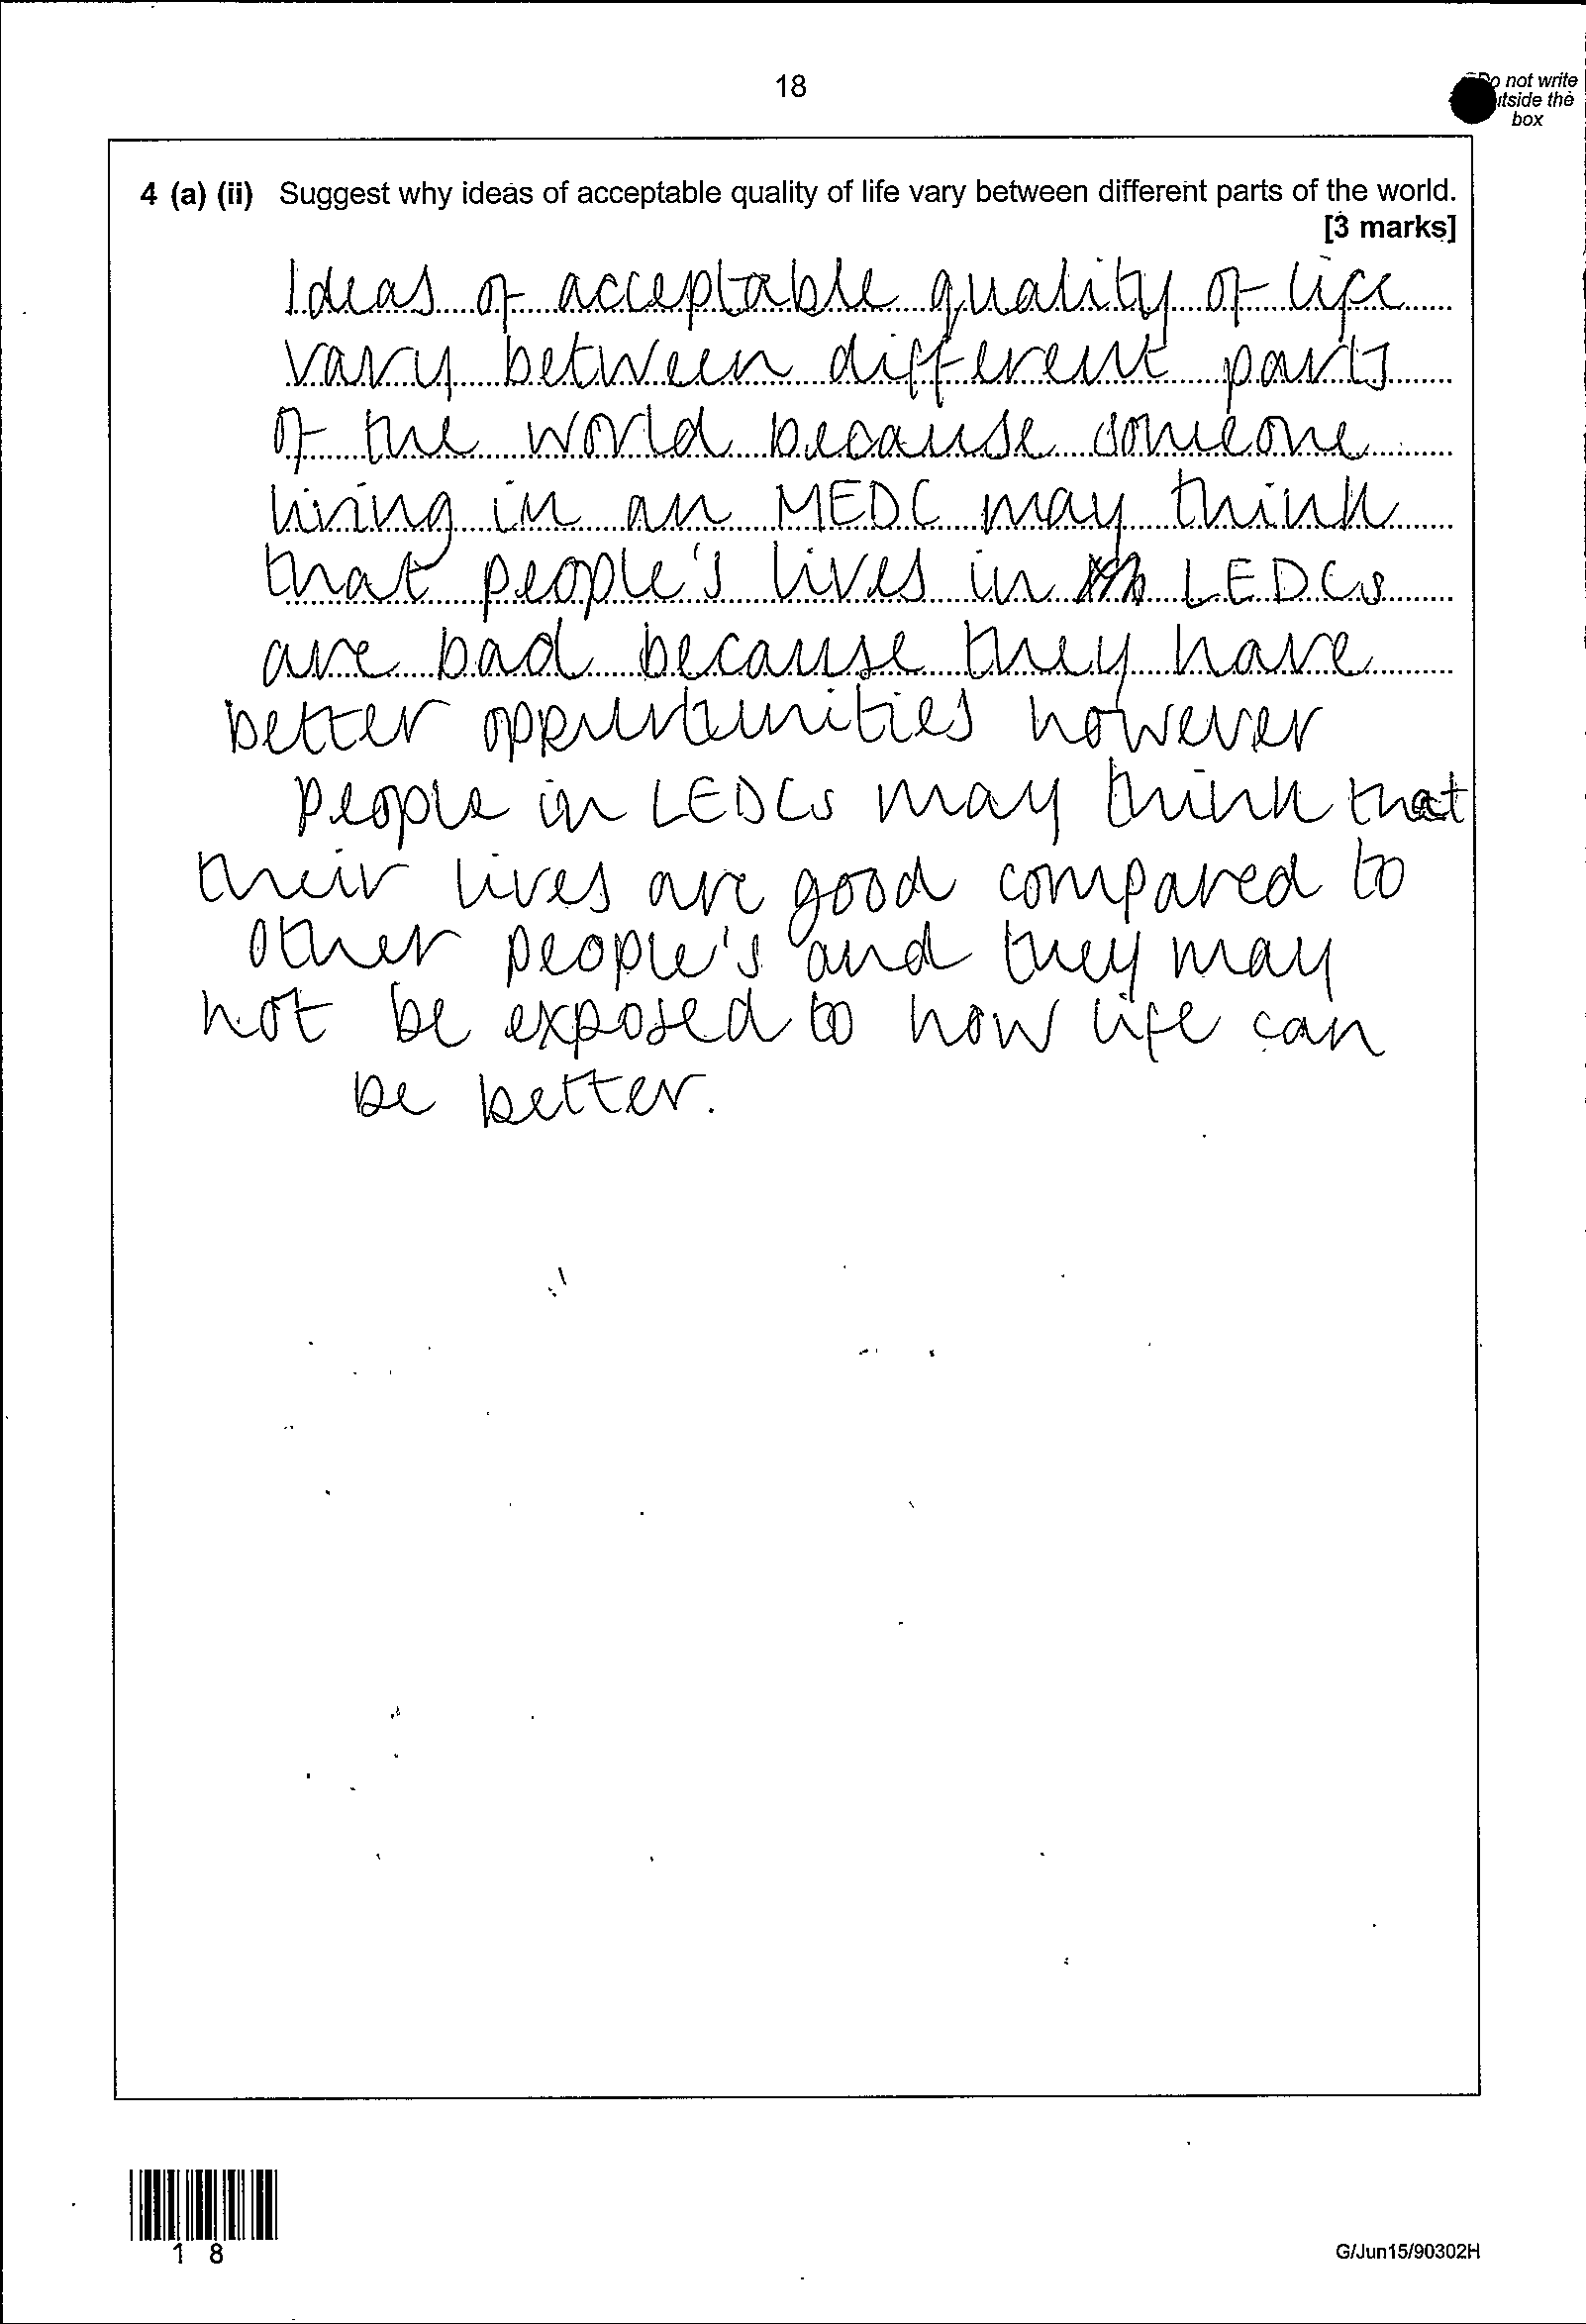 18
Do not write
outside the
box
4 (a) (ii) Suggest why ideas of acceptable quality of life vary between different parts of the world.
[3 marks]
Ideas of acceptable quality of life
vary between different parts
of the world because someone
living in an MEDC may think
that people's lives in LEDCs
are bad because they have
better oppurtunities however
people in LEDCs may think that
their lives are good compared to
other people's and they may
not be exposed to how life can
be better.
1 8
G/Jun15/90302H